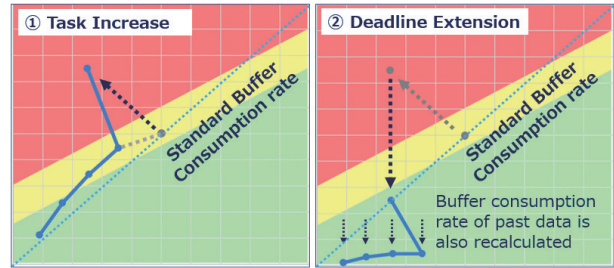 ① Task Increase
Standard Buffer
Consumption rate
② Deadline Extension
Standard Buffer
Consumption rate
Buffer consumption
rate of past data is
also recalculated